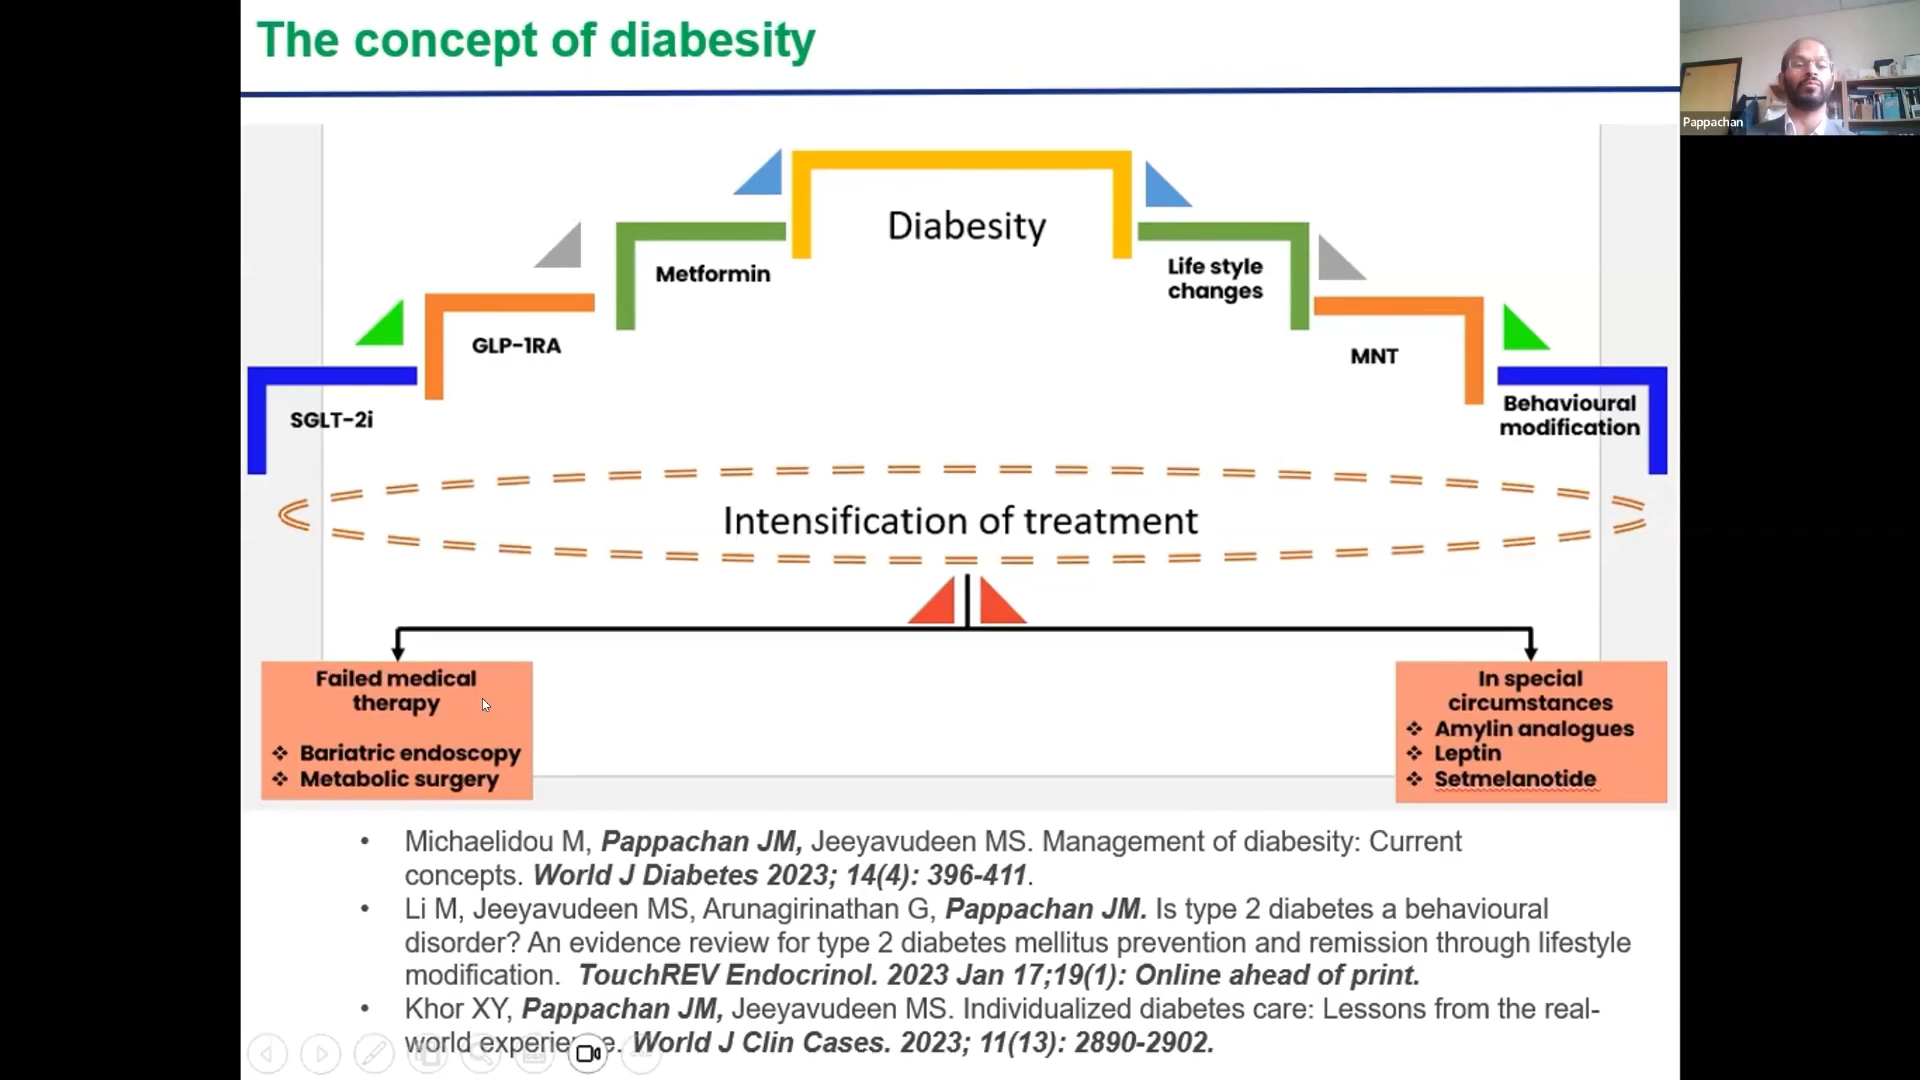 The concept of diabesity
Pappachan
Diabesity
Metformin
Life style
changes
GLP-1RA
MNT
SGLT-2i
Behavioural
modification
Intensification of treatment
Failed medical
therapy
❖ Bariatric endoscopy
❖ Metabolic surgery
In special
circumstances
❖ Amylin analogues
❖ Leptin
❖ Setmelanotide
• Michaelidou M, Pappachan JM, Jeeyavudeen MS. Management of diabesity: Current
concepts. World J Diabetes 2023; 14(4): 396-411.
• Li M, Jeeyavudeen MS, Arunagirinathan G, Pappachan JM. Is type 2 diabetes a behavioural
disorder? An evidence review for type 2 diabetes mellitus prevention and remission through lifestyle
modification. TouchREV Endocrinol. 2023 Jan 17;19(1): Online ahead of print.
• Khor XY, Pappachan JM, Jeeyavudeen MS. Individualized diabetes care: Lessons from the real-
world experience. World J Clin Cases. 2023; 11(13): 2890-2902.